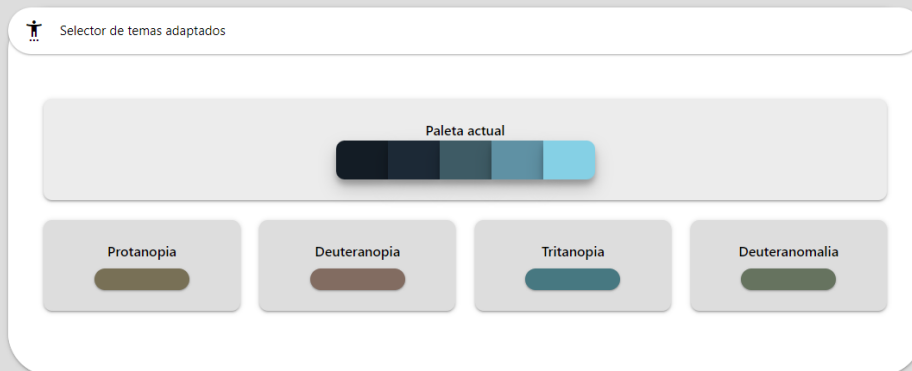 Selector de temas adaptados
Paleta actual
Protanopia
Deuteranopia
Tritanopia
Deuteranomalia